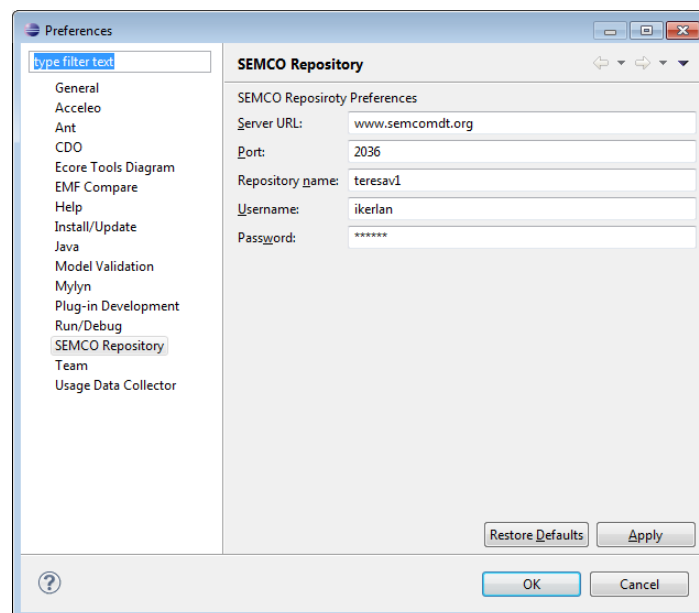 Preferences
type filter text
General
Acceleo
Ant
CDO
Ecore Tools Diagram
EMF Compare
Help
Install/Update
Java
Model Validation
Mylyn
Plug-in Development
Run/Debug
SEMCO Repository
Team
Usage Data Collector
SEMCO Repository
SEMCO Reposiroty Preferences
Server URL: www.semcomdt.org
Port: 2036
Repository name: teresav1
Username: ikerlan
Password: ******
Restore Defaults Apply
? OK Cancel